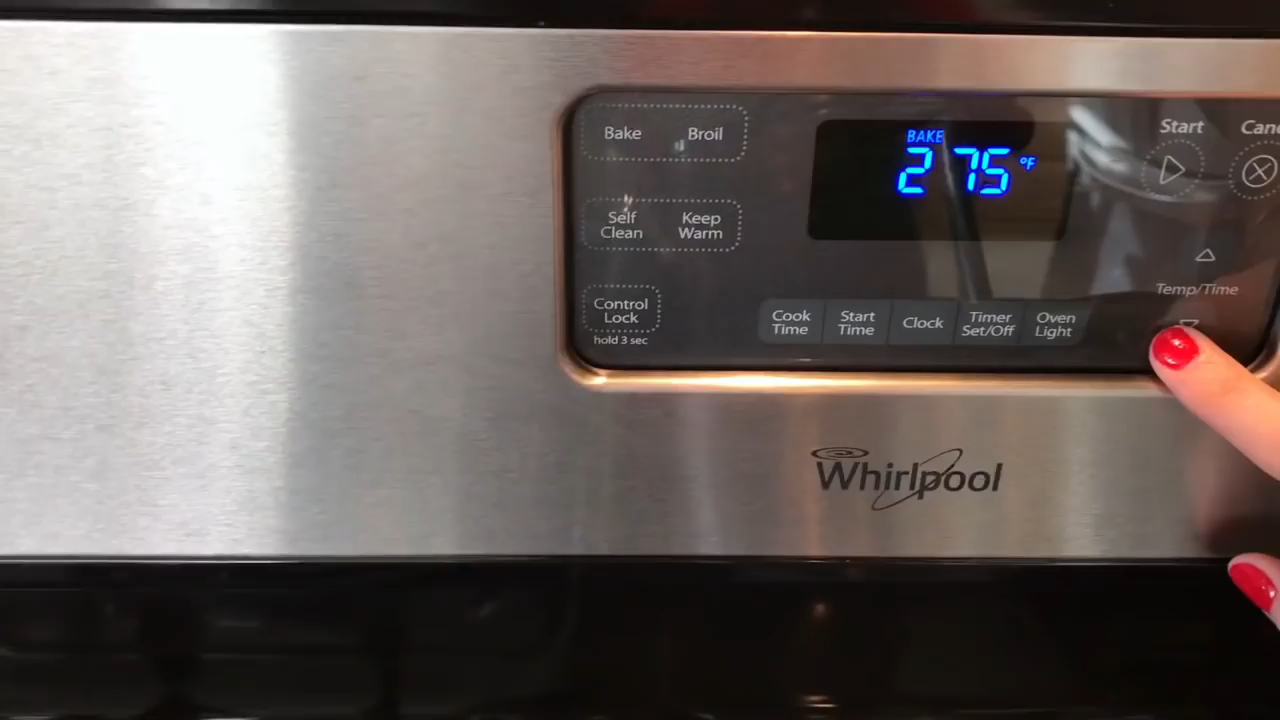 Bake Broil
BAKE
275 °F
Start Canc
Self
Clean
Keep
Warm
Temp/Time
Control
Lock
hold 3 sec
Cook
Time
Start
Time
Clock
Timer
Set/Off
Oven
Light
Whirlpool